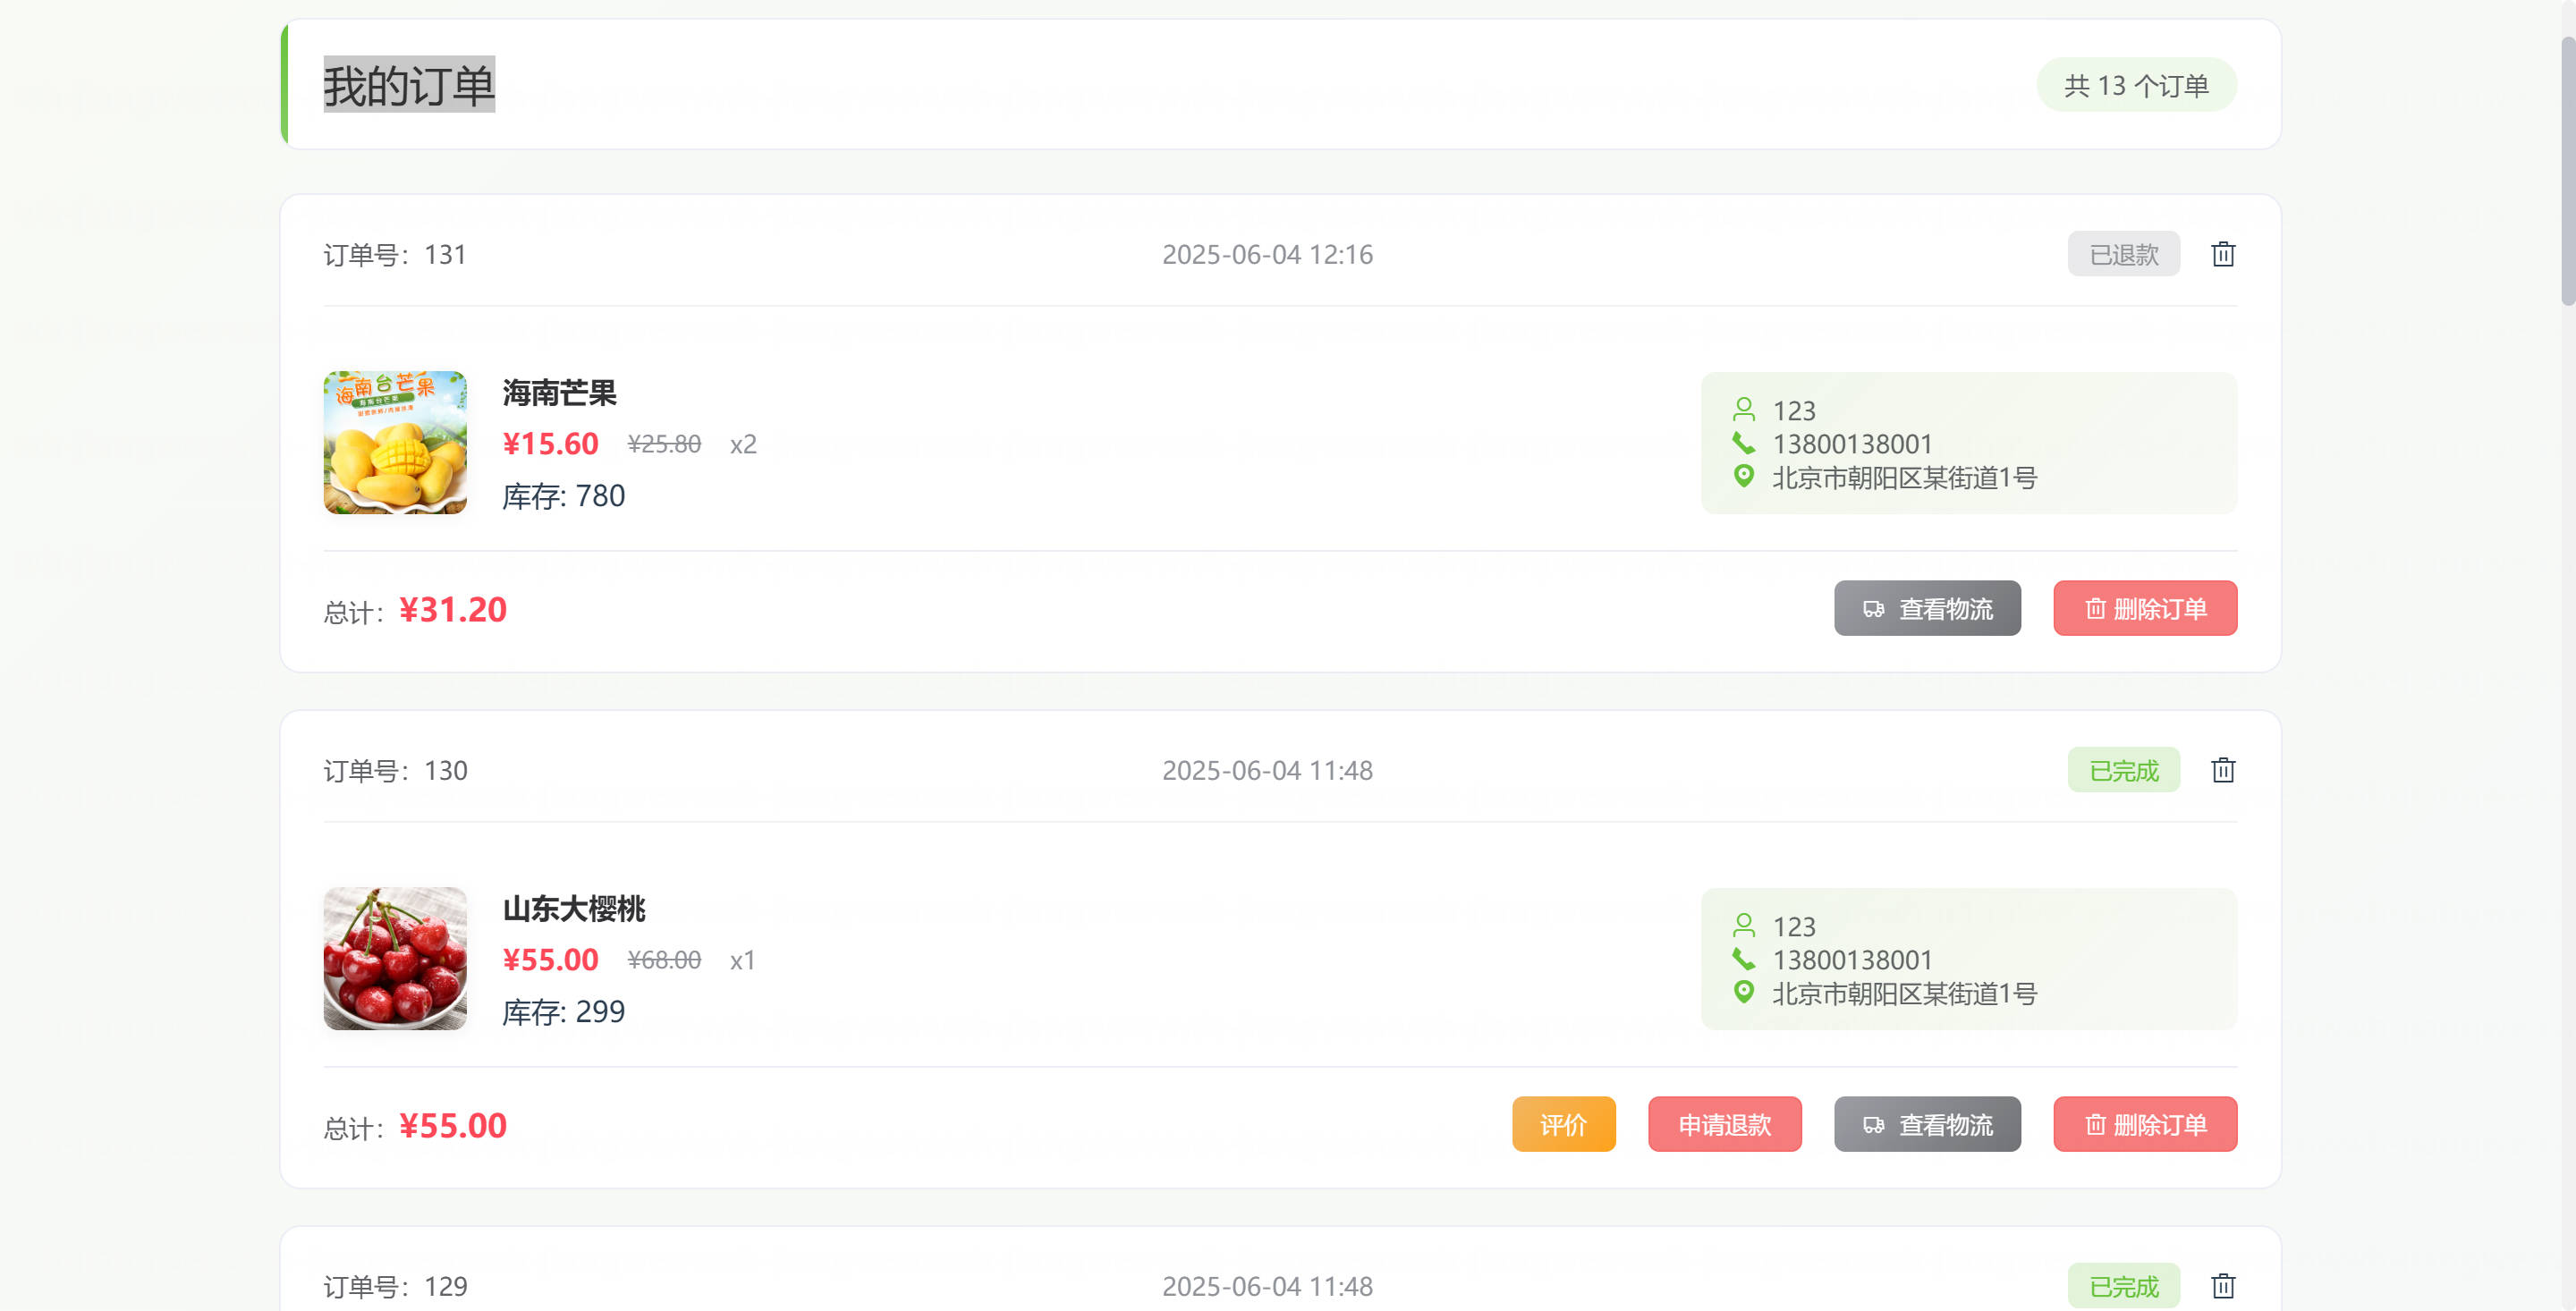 我的订单
共 13 个订单
订单号：131
2025-06-04 12:16
已退款
海南台芒果
海南台芒果
海南芒果
¥15.60 ¥25.80 x2
库存: 780
123
13800138001
北京市朝阳区某街道1号
总计：¥31.20
查看物流
删除订单
订单号：130
2025-06-04 11:48
已完成
山东大樱桃
¥55.00 ¥68.00 x1
库存: 299
123
13800138001
北京市朝阳区某街道1号
总计：¥55.00
评价
申请退款
查看物流
删除订单
订单号：129
2025-06-04 11:48
已完成